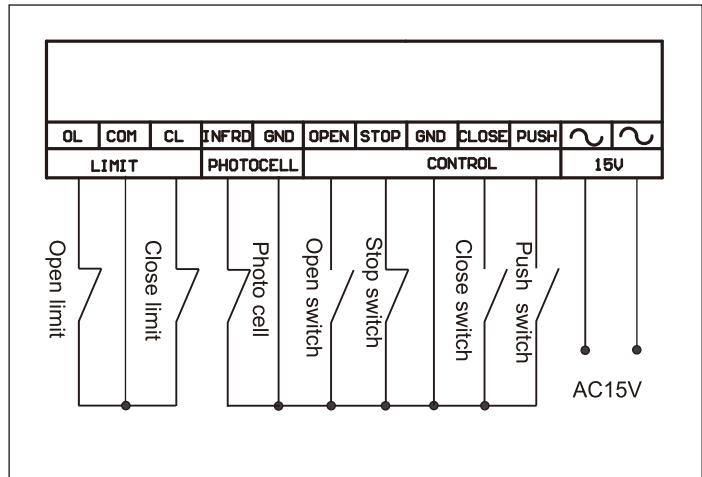 OL COM CL INFRD GND OPEN STOP GND CLOSE PUSH
LIMIT PHOTOCELL CONTROL 15V
Open limit
Close limit
Photo cell
Open switch
Stop switch
Close switch
Push switch
AC15V